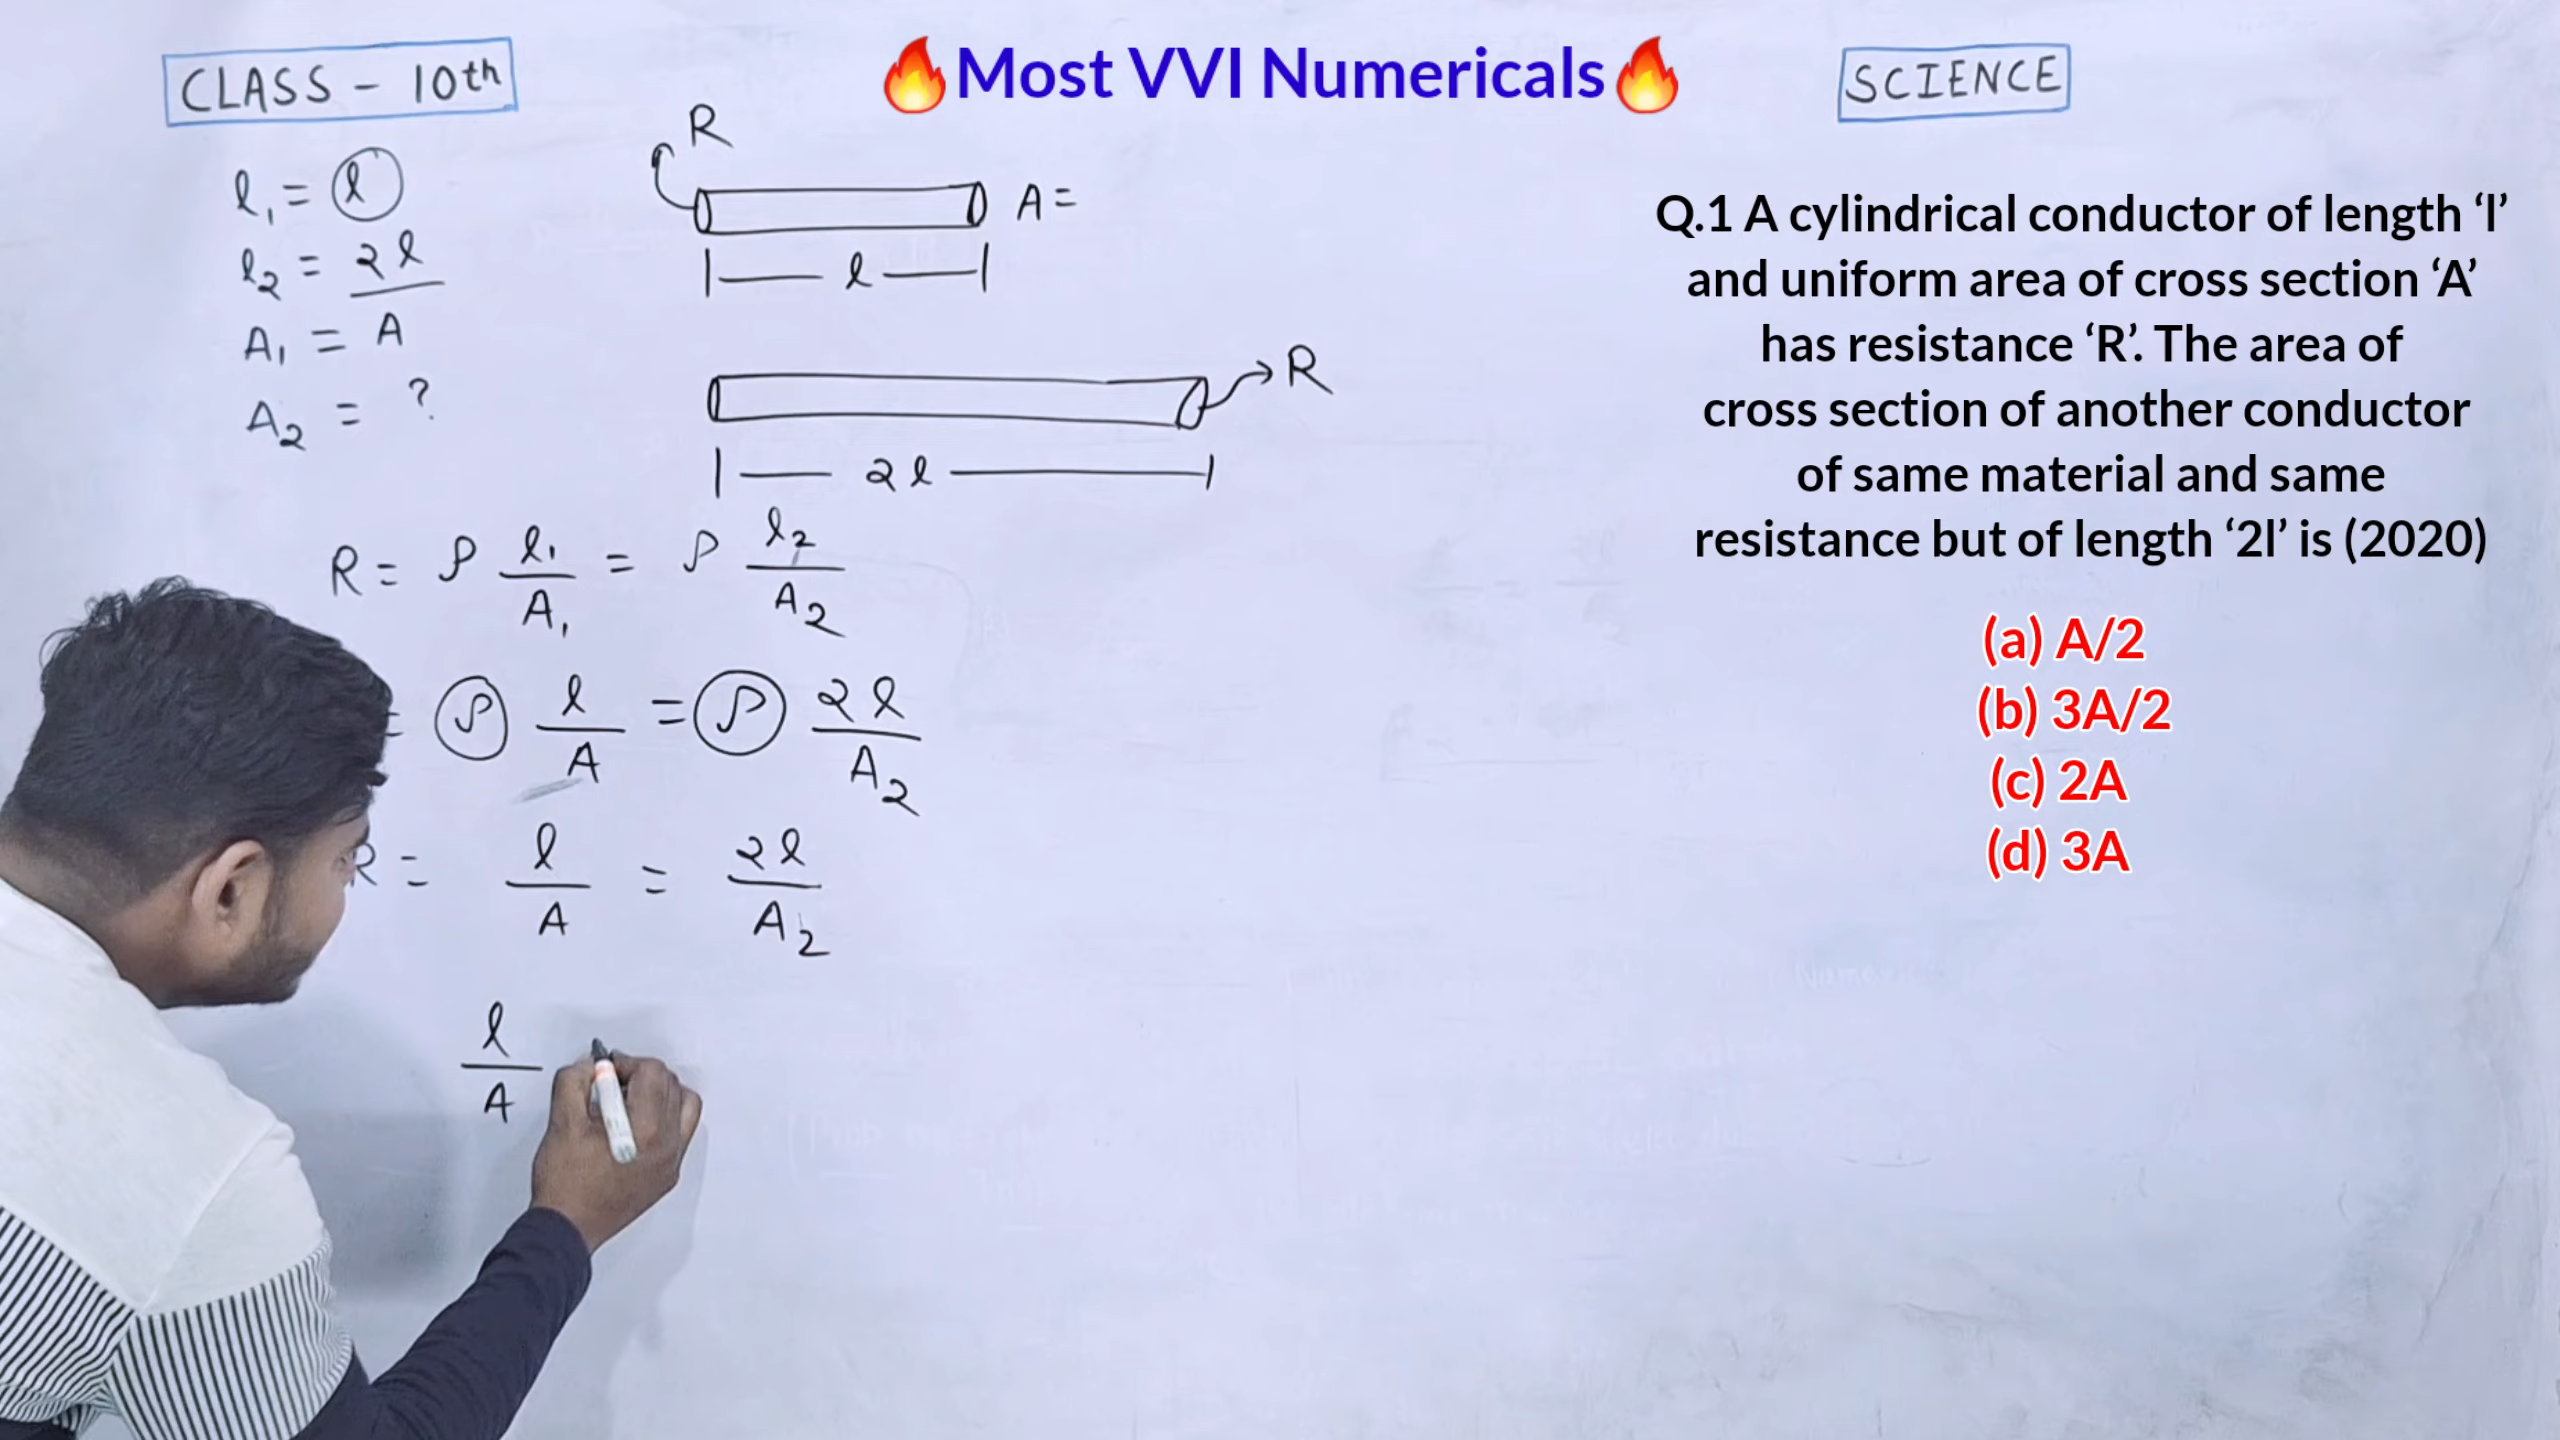 CLASS - 10th
🔥Most VVI Numericals🔥
SCIENCE
l₁ = l
l₂ = 2l
A₁ = A
A₂ = ?
R
A =
l
R
2l
R = ρ l₁/A₁ = ρ l₂/A₂
= ρ l/A = ρ 2l/A₂
R = l/A = 2l/A₂
l/A
Q.1 A cylindrical conductor of length ‘l’
and uniform area of cross section ‘A’
has resistance ‘R’. The area of
cross section of another conductor
of same material and same
resistance but of length ‘2l’ is (2020)
(a) A/2
(b) 3A/2
(c) 2A
(d) 3A